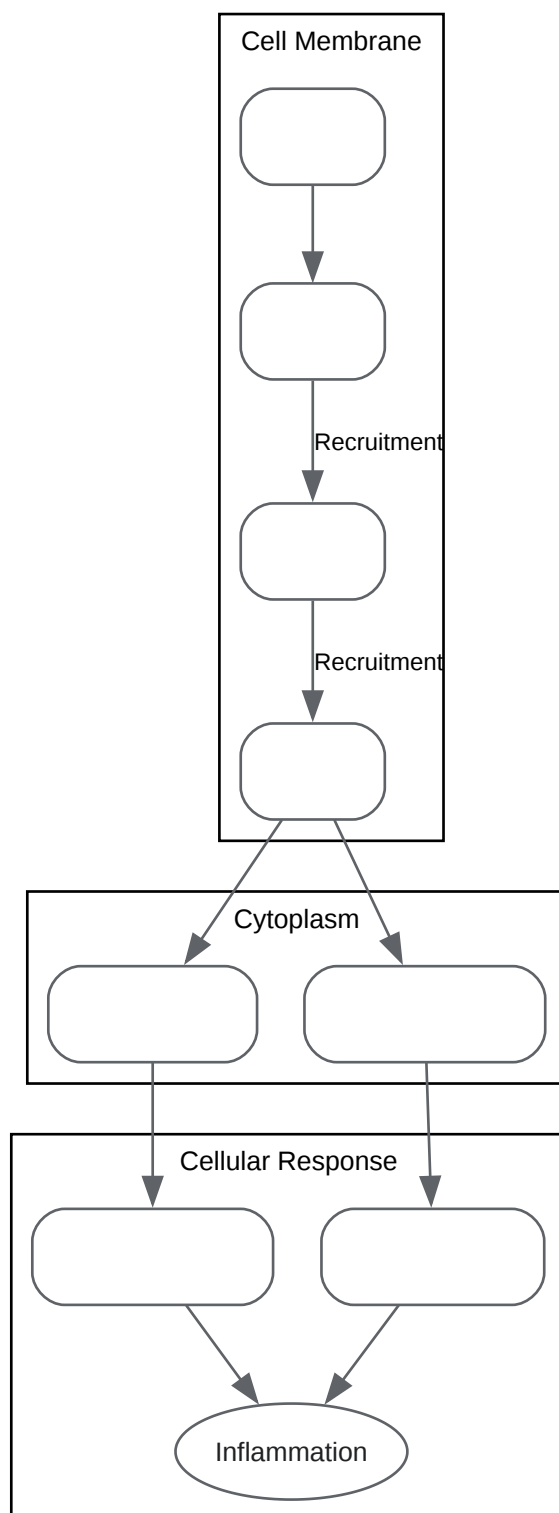 Cell Membrane
Recruitment
Recruitment
Cytoplasm
Cellular Response
Inflammation